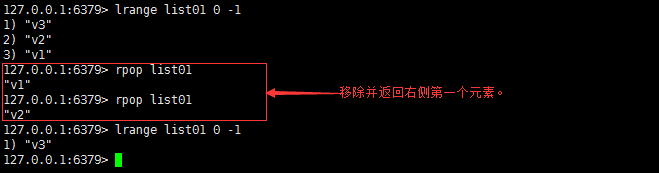 127.0.0.1:6379> lrange list01 0 -1
1) "v3"
2) "v2"
3) "v1"
127.0.0.1:6379> rpop list01
"v1"
移除并返回右侧第一个元素。
127.0.0.1:6379> rpop list01
"v2"
127.0.0.1:6379> lrange list01 0 -1
1) "v3"
127.0.0.1:6379>